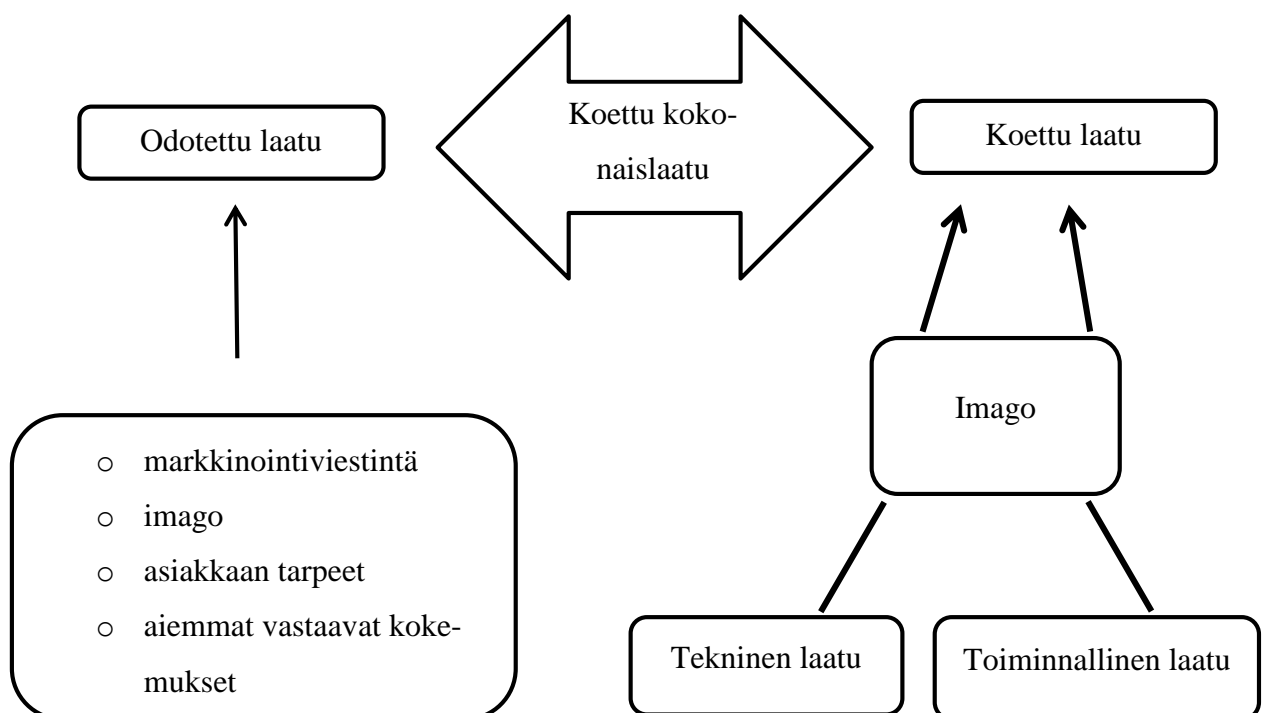 Odotettu laatu
Koettu koko-
naislaatu
Koettu laatu
Imago
o markkinointiviestintä
o imago
o asiakkaan tarpeet
o aiemmat vastaavat koke-
mukset
Tekninen laatu
Toiminnallinen laatu